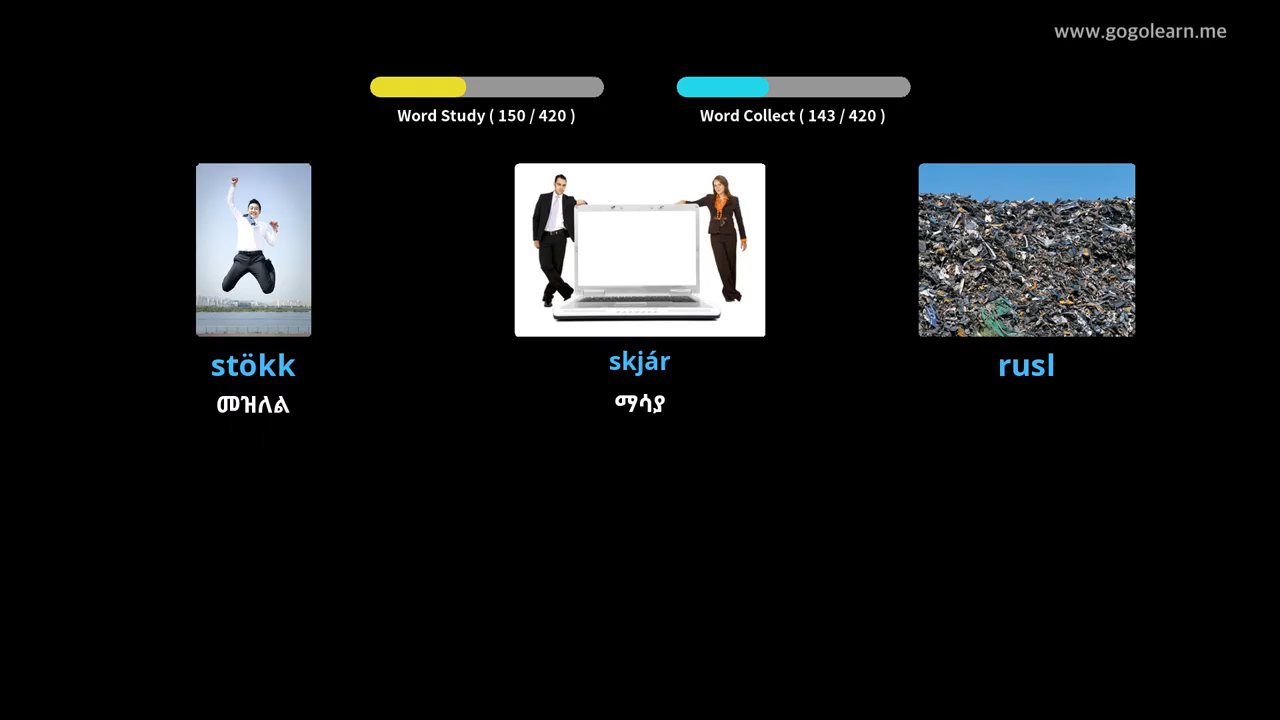 www.gogolearn.me
Word Study ( 150 / 420 )
Word Collect ( 143 / 420 )
stökk
skjár
rusl
መዝለል
ማሳያ